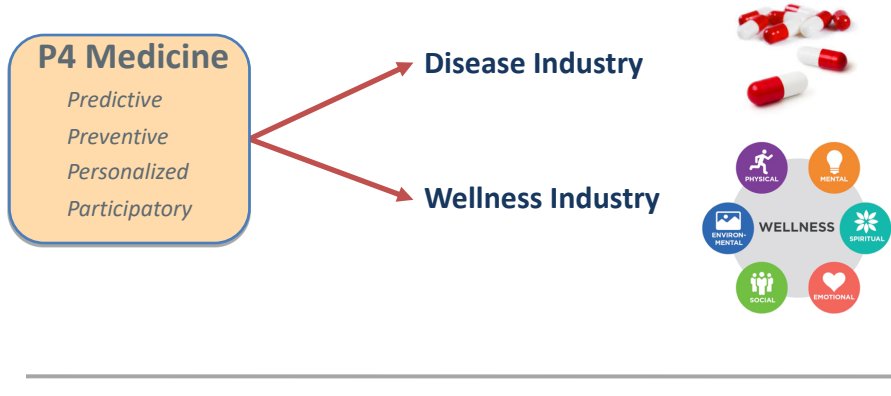 P4 Medicine
Predictive
Preventive
Personalized
Participatory
Disease Industry
Wellness Industry
PHYSICAL
MENTAL
ENVIRON-
MENTAL
WELLNESS
SPIRITUAL
SOCIAL
EMOTIONAL